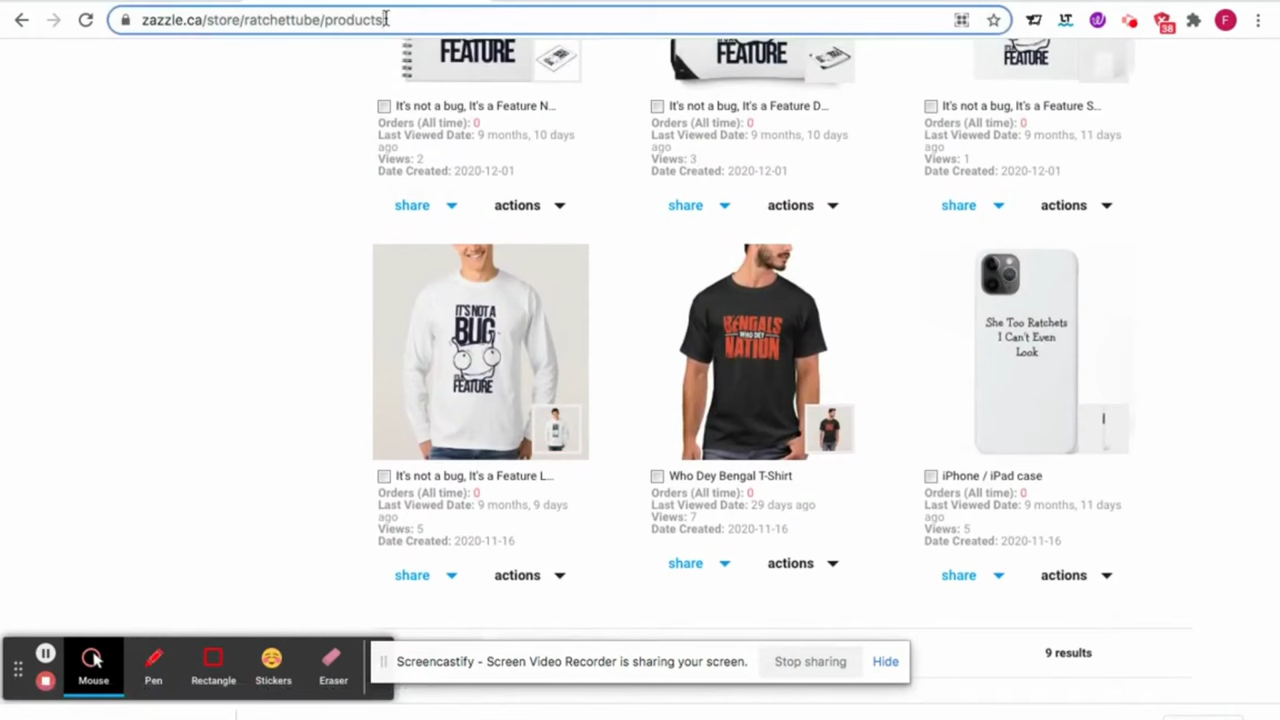 zazzle.ca/store/ratchettube/products
38
F
FEATURE
FEATURE
FEATURE
It's not a bug, It's a Feature N...
Orders (All time): 0
Last Viewed Date: 9 months, 10 days
ago
Views: 2
Date Created: 2020-12-01
share
actions
It's not a bug, It's a Feature D...
Orders (All time): 0
Last Viewed Date: 9 months, 10 days
ago
Views: 3
Date Created: 2020-12-01
share
actions
It's not a bug, It's a Feature S...
Orders (All time): 0
Last Viewed Date: 9 months, 11 days
ago
Views: 1
Date Created: 2020-12-01
share
actions
IT'S NOT A
BUG
FEATURE
BENGALS
WHO DEY
NATION
She Too Ratchets
I Can't Even
Look
It's not a bug, It's a Feature L...
Orders (All time): 0
Last Viewed Date: 9 months, 9 days
ago
Views: 5
Date Created: 2020-11-16
share
actions
Who Dey Bengal T-Shirt
Orders (All time): 0
Last Viewed Date: 29 days ago
Views: 7
Date Created: 2020-11-16
share
actions
iPhone / iPad case
Orders (All time): 0
Last Viewed Date: 9 months, 11 days
ago
Views: 5
Date Created: 2020-11-16
share
actions
9 results
Mouse
Pen
Rectangle
Stickers
Eraser
Screencastify - Screen Video Recorder is sharing your screen.
Stop sharing
Hide